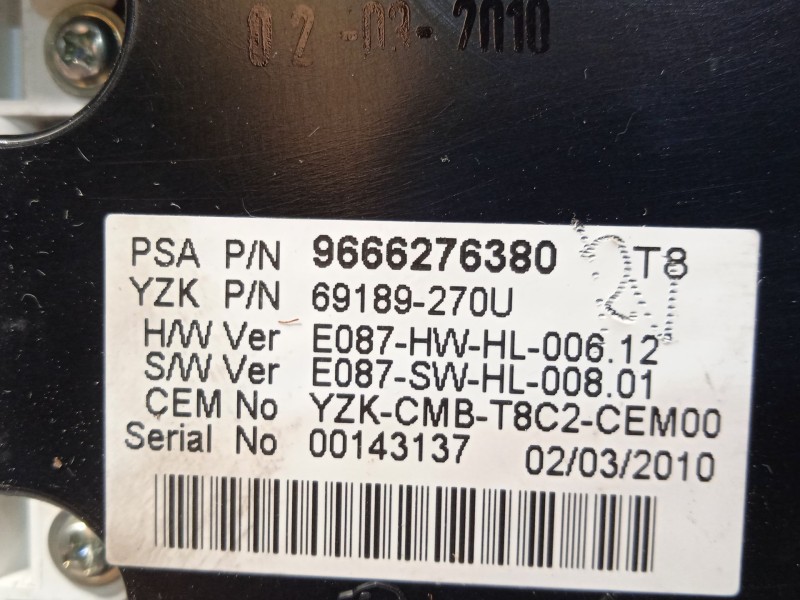 02-03-2010
PSA P/N 9666276380 T8
YZK P/N 69189-270U
H/W Ver E087-HW-HL-006.12
S/W Ver E087-SW-HL-008.01
CEM No YZK-CMB-T8C2-CEM00
Serial No 00143137 02/03/2010